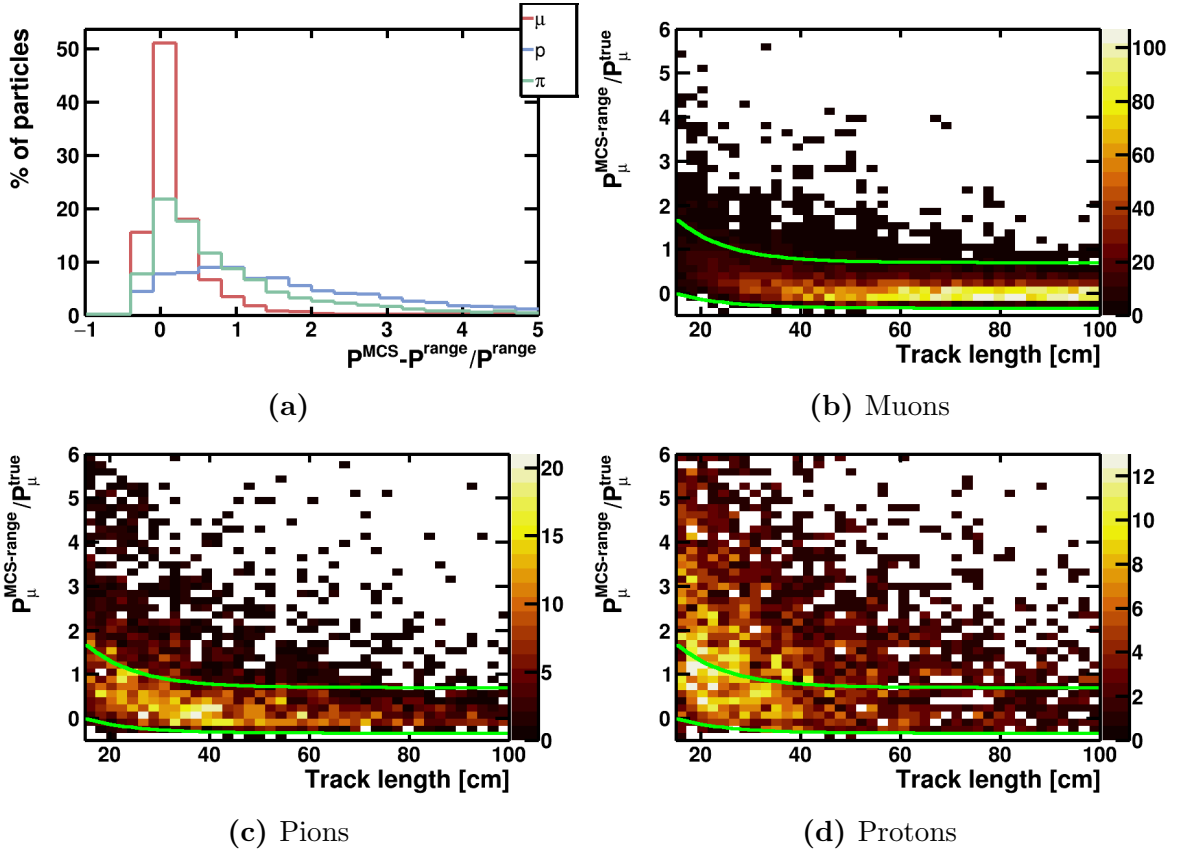 μ
p
π
% of particles
50
40
30
20
10
0
−1 0 1 2 3 4 5
P^MCS-P^range/P^range
(a)
P_μ^MCS-range/P_μ^true
6
5
4
3
2
1
0
100
80
60
40
20
0
20 40 60 80 100
Track length [cm]
(b) Muons
P_μ^MCS-range/P_μ^true
6
5
4
3
2
1
0
20
15
10
5
0
20 40 60 80 100
Track length [cm]
(c) Pions
P_μ^MCS-range/P_μ^true
6
5
4
3
2
1
0
12
10
8
6
4
2
0
20 40 60 80 100
Track length [cm]
(d) Protons